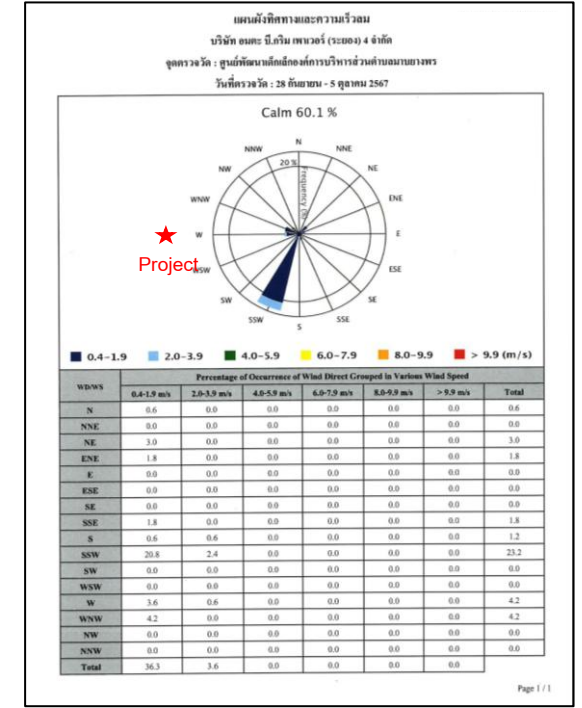 แผนผังทิศทางและความเร็วลม
บริษัท อมตะ บี.กริม เพาเวอร์ (ระยอง) 4 จำกัด
จุดตรวจวัด : ศูนย์พัฒนาเด็กเล็กองค์การบริหารส่วนตำบลมาบยางพร
วันที่ตรวจวัด : 28 กันยายน - 5 ตุลาคม 2567
Calm 60.1 %
N
NNW NNE
20 %
NW NE
Frequency (%)
WNW ENE
W E
Project
WSW ESE
SW SE
SSW SSE
S
0.4-1.9 2.0-3.9 4.0-5.9 6.0-7.9 8.0-9.9 > 9.9 (m/s)
WD/WS Percentage of Occurrence of Wind Direct Grouped in Various Wind Speed
0.4-1.9 m/s 2.0-3.9 m/s 4.0-5.9 m/s 6.0-7.9 m/s 8.0-9.9 m/s > 9.9 m/s Total
N 0.6 0.0 0.0 0.0 0.0 0.0 0.6
NNE 0.0 0.0 0.0 0.0 0.0 0.0 0.0
NE 3.0 0.0 0.0 0.0 0.0 0.0 3.0
ENE 1.8 0.0 0.0 0.0 0.0 0.0 1.8
E 0.0 0.0 0.0 0.0 0.0 0.0 0.0
ESE 0.0 0.0 0.0 0.0 0.0 0.0 0.0
SE 0.0 0.0 0.0 0.0 0.0 0.0 0.0
SSE 1.8 0.0 0.0 0.0 0.0 0.0 1.8
S 0.6 0.6 0.0 0.0 0.0 0.0 1.2
SSW 20.8 2.4 0.0 0.0 0.0 0.0 23.2
SW 0.0 0.0 0.0 0.0 0.0 0.0 0.0
WSW 0.0 0.0 0.0 0.0 0.0 0.0 0.0
W 3.6 0.6 0.0 0.0 0.0 0.0 4.2
WNW 4.2 0.0 0.0 0.0 0.0 0.0 4.2
NW 0.0 0.0 0.0 0.0 0.0 0.0 0.0
NNW 0.0 0.0 0.0 0.0 0.0 0.0 0.0
Total 36.3 3.6 0.0 0.0 0.0 0.0
Page 1 / 1